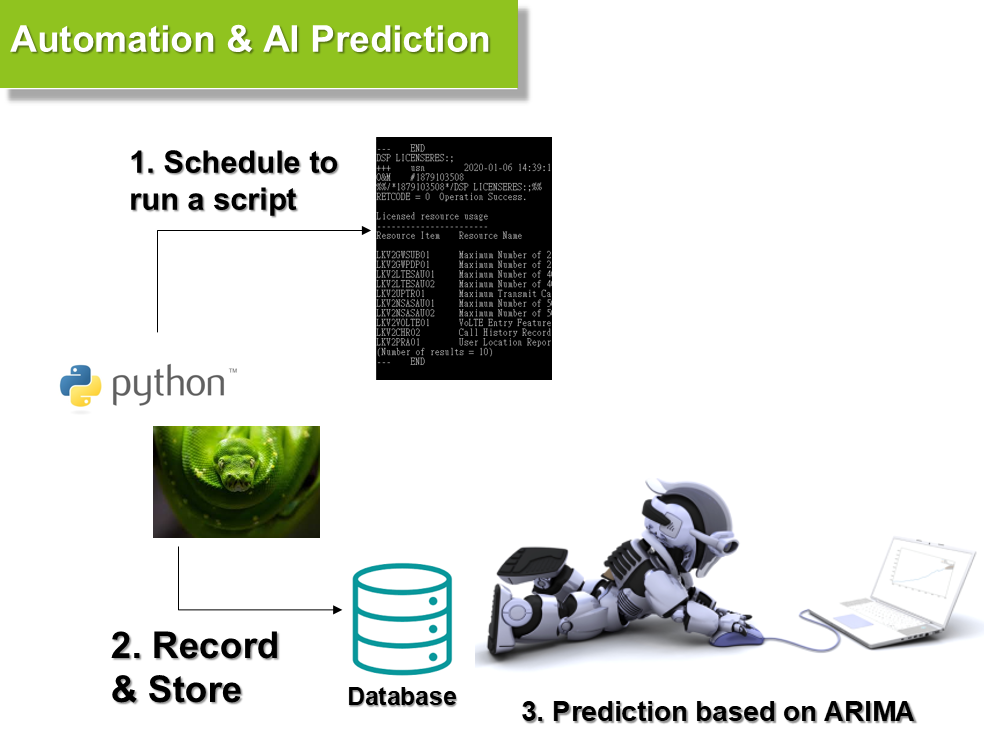 Automation & AI Prediction
1. Schedule to
run a script
--- END
DSP LICENSERES:;
+++ usn 2020-01-06 14:39:1
O&M #1879103508
%%/*1879103508*/DSP LICENSERES:;%%
RETCODE = 0 Operation Success.
Licensed resource usage
-----------------------
Resource Item Resource Name
LKV2GWSUB01 Maximum Number of 2
LKV2GWPDP01 Maximum Number of 2
LKV2LTESAU01 Maximum Number of 4
LKV2LTESAU02 Maximum Number of 4
LKV2UPTR01 Maximum Transmit Ca
LKV2NSASAU01 Maximum Number of 5
LKV2NSASAU02 Maximum Number of 5
LKV2VOLTE01 VoLTE Entry Feature
LKV2CHR02 Call History Record
LKV2PRA01 User Location Repor
(Number of results = 10)
--- END
python™
2. Record
& Store
Database
3. Prediction based on ARIMA